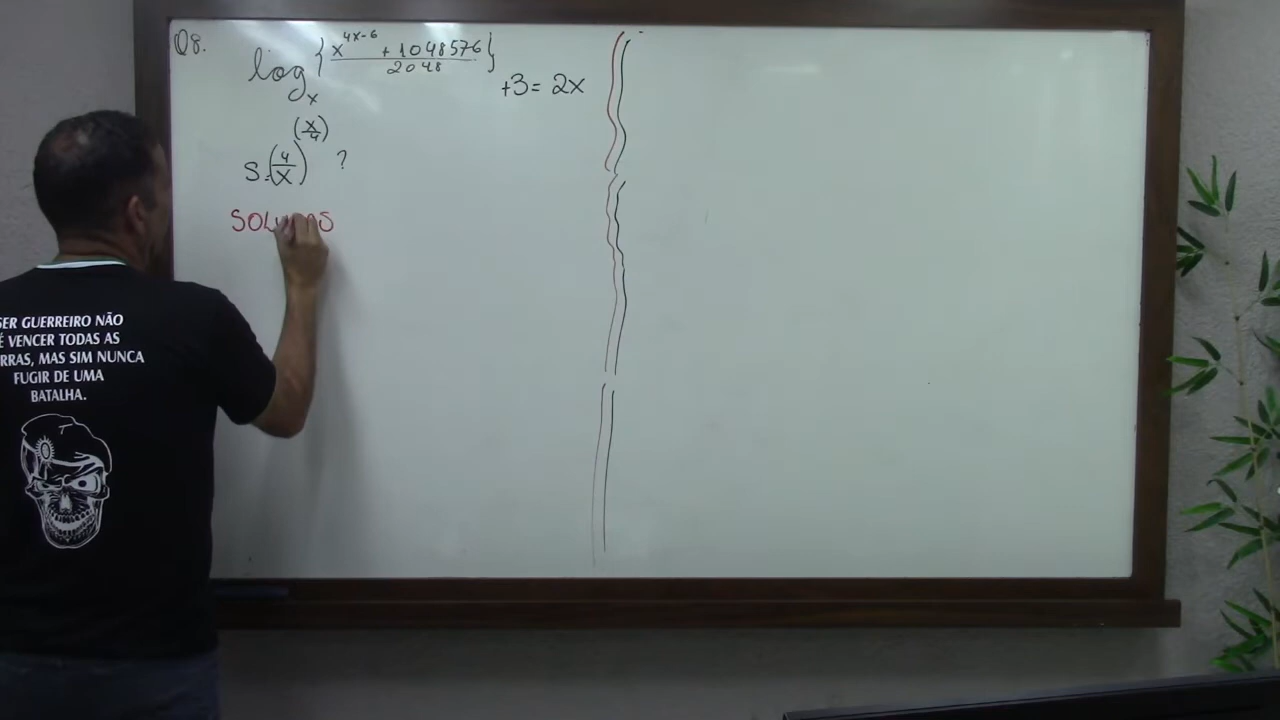 Q8. log_x { (x^{4x-6} + 1048576) / 2048 } + 3 = 2x
S = (4/x)^{(x/4)} ?
SER GUERREIRO NÃO
É VENCER TODAS AS
RRAS, MAS SIM NUNCA
FUGIR DE UMA
BATALHA.